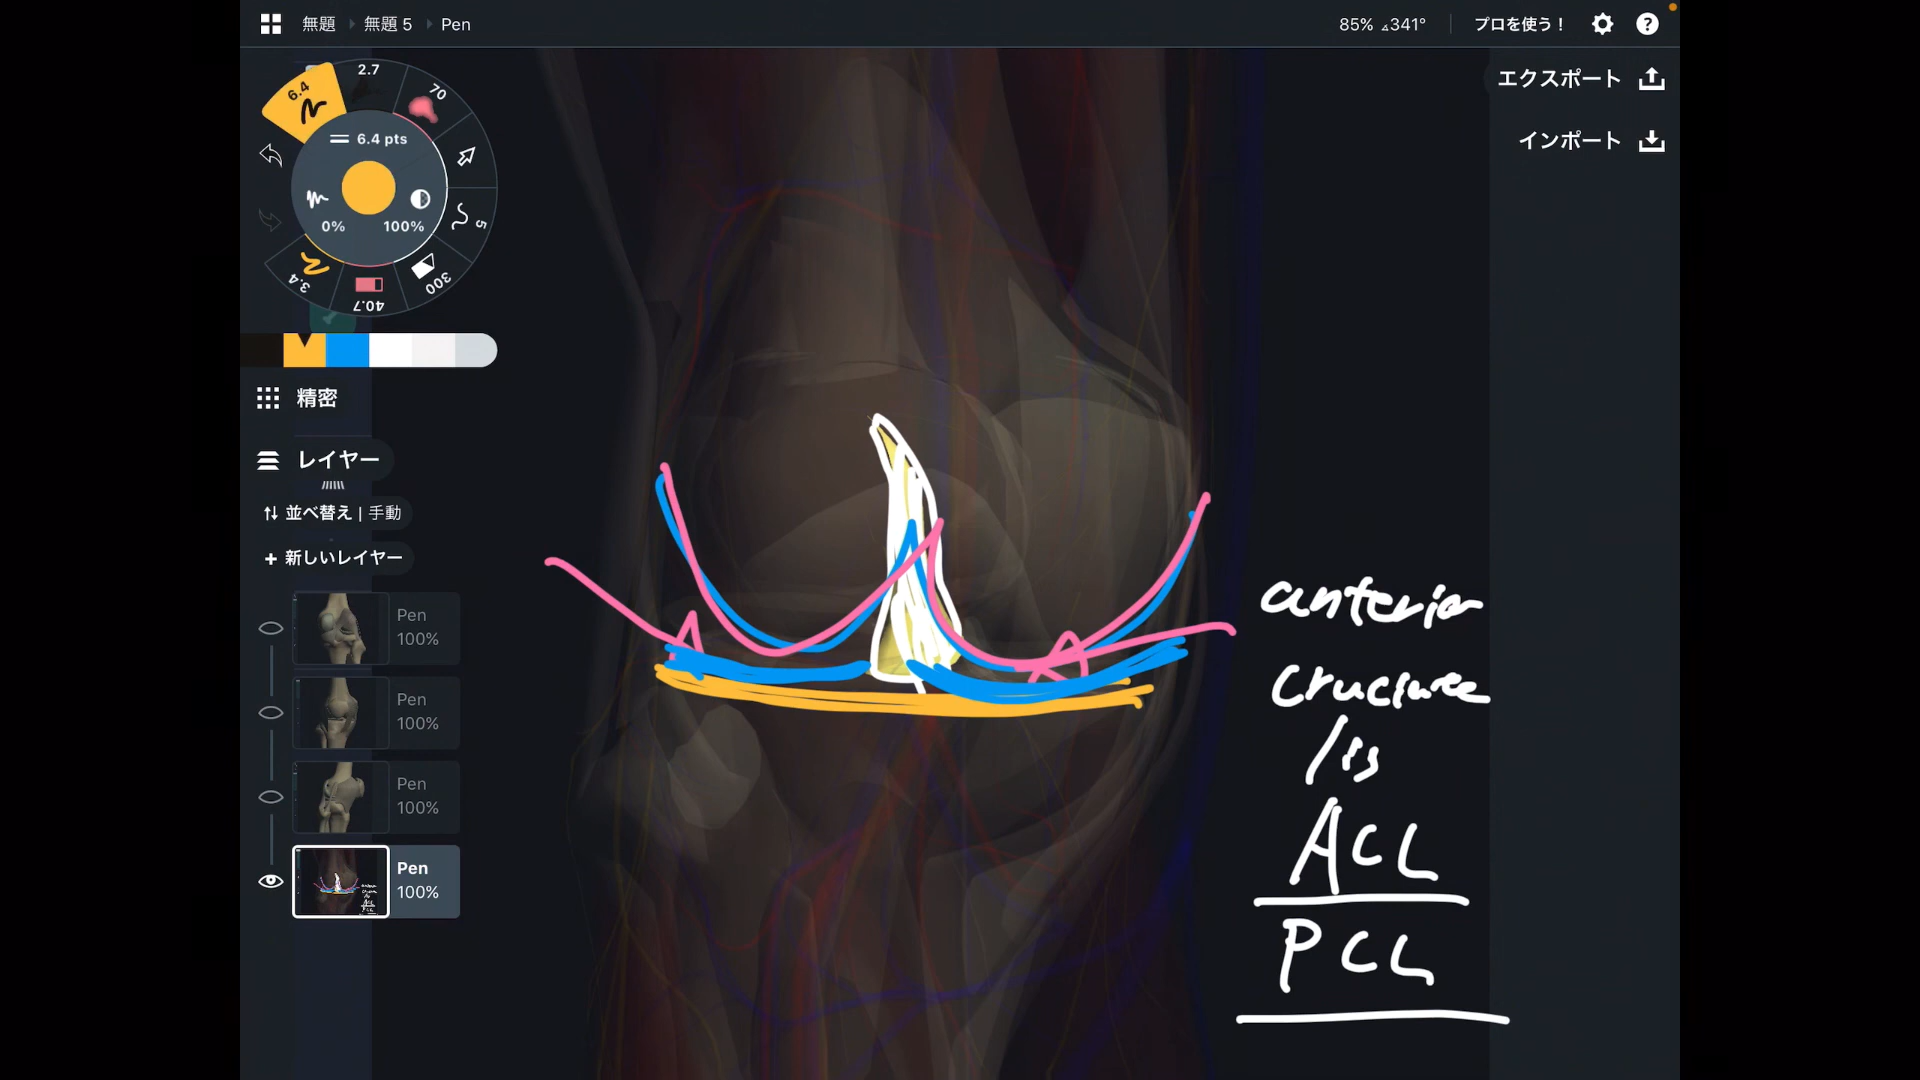 無題 無題 5 Pen
85% ⊿341° プロを使う！
エクスポート
インポート
6.4
2.7
70
6.4 pts
5
0% 100%
300
3.4
40.7
精密
レイヤー
並べ替え | 手動
+ 新しいレイヤー
Pen
100%
Pen
100%
Pen
100%
Pen
100%
anterior
cruciate
ACL
PCL